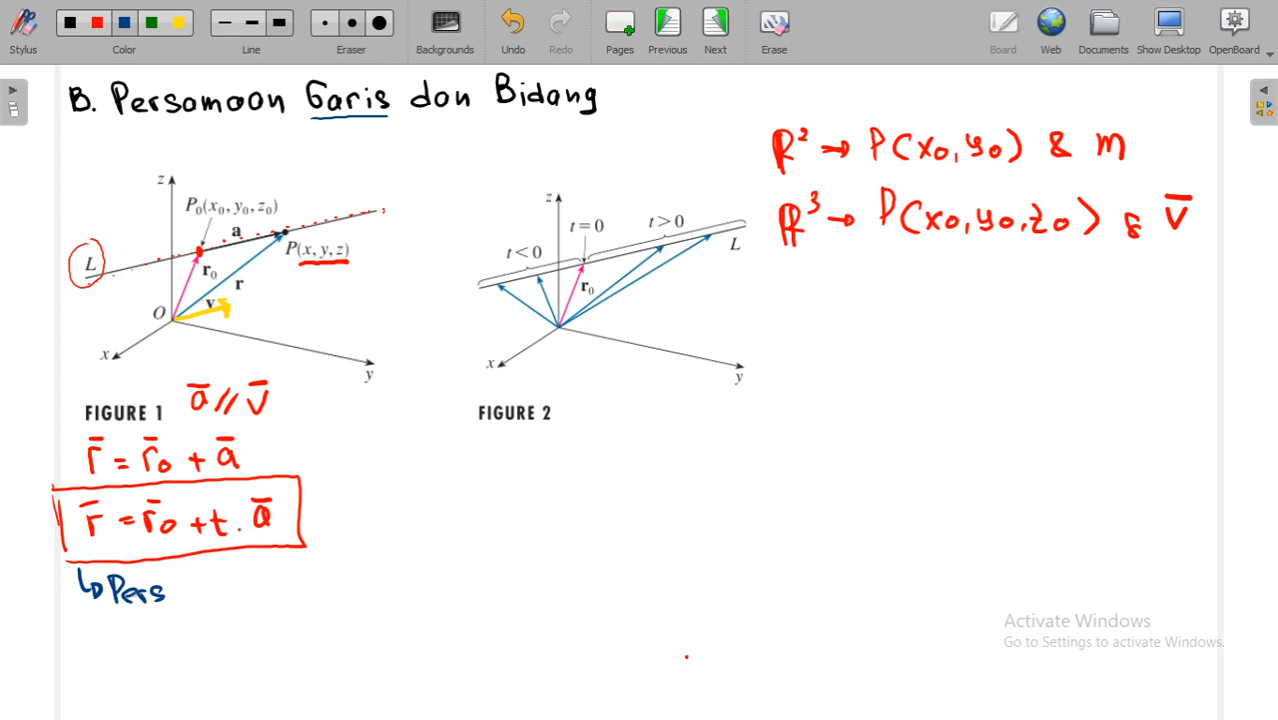 Stylus Color Line Eraser Backgrounds Undo Redo Pages Previous Next Erase Board Web Documents Show Desktop OpenBoard
B. Persamaan Garis dan Bidang
R² → P(x0,y0) & m
R³ → P(x0,y0,z0) & v̅
z
P₀(x₀, y₀, z₀)
a
P(x, y, z)
L
r₀
r
v
O
x
y
FIGURE 1
z
t=0
t>0
t<0
L
r₀
x
y
FIGURE 2
a̅ // v̅
r̅ = r̅0 + a̅
r̅ = r̅0 + t . a̅
↳ Pers
Activate Windows
Go to Settings to activate Windows.